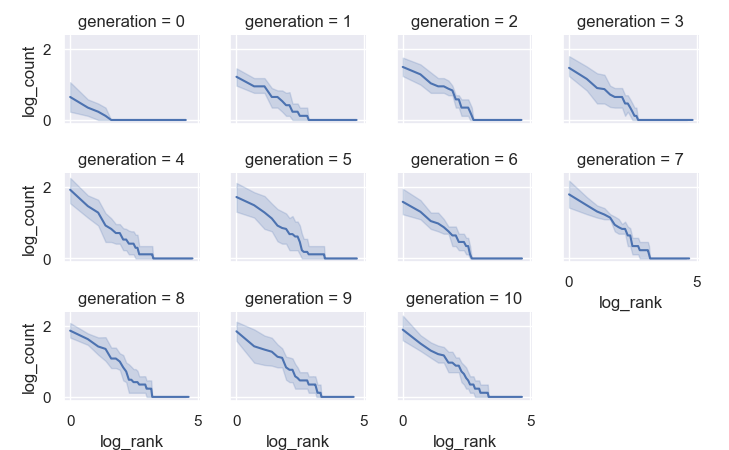 generation = 0
generation = 1
generation = 2
generation = 3
log_count
2
0
generation = 4
generation = 5
generation = 6
generation = 7
log_count
2
0
0
5
log_rank
generation = 8
generation = 9
generation = 10
log_count
2
0
0
5
0
5
0
5
log_rank
log_rank
log_rank